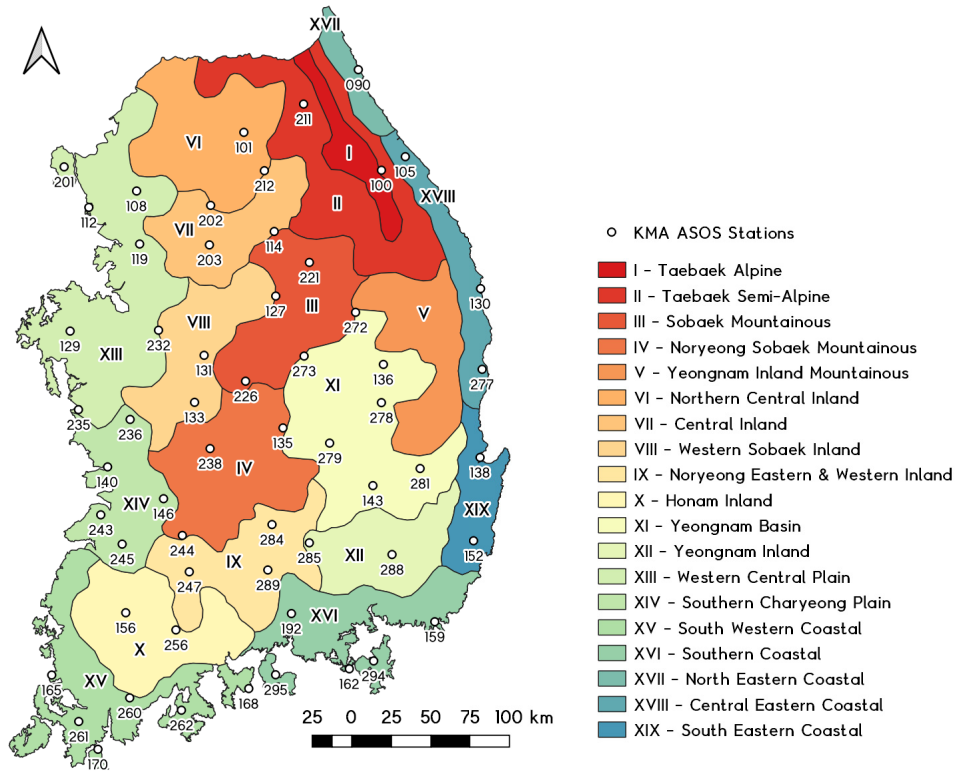 XVII
090
211
VI
101
I
105
201
212
100
108
XVIII
II
112
202
VII
114
119
203
221
127
130
III
272
V
VIII
129
232
XIII
131
273
XI
136
277
226
133
278
235
236
135
279
238
IV
138
140
281
143
XIV
146
XIX
243
284
244
245
285
XII
152
IX
288
247
289
156
192
XVI
159
256
X
XV
165
162
294
295
168
260
262
261
170
25 0 25 50 75 100 km
KMA ASOS Stations
I - Taebaek Alpine
II - Taebaek Semi-Alpine
III - Sobaek Mountainous
IV - Noryeong Sobaek Mountainous
V - Yeongnam Inland Mountainous
VI - Northern Central Inland
VII - Central Inland
VIII - Western Sobaek Inland
IX - Noryeong Eastern & Western Inland
X - Honam Inland
XI - Yeongnam Basin
XII - Yeongnam Inland
XIII - Western Central Plain
XIV - Southern Charyeong Plain
XV - South Western Coastal
XVI - Southern Coastal
XVII - North Eastern Coastal
XVIII - Central Eastern Coastal
XIX - South Eastern Coastal